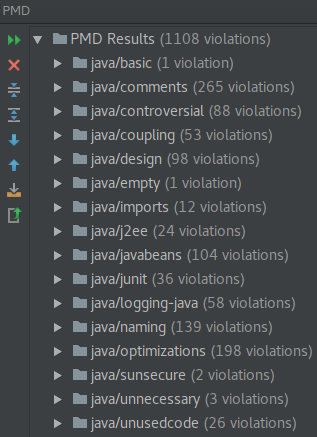 PMD
PMD Results (1108 violations)
java/basic (1 violation)
java/comments (265 violations)
java/controversial (88 violations)
java/coupling (53 violations)
java/design (98 violations)
java/empty (1 violation)
java/imports (12 violations)
java/j2ee (24 violations)
java/javabeans (104 violations)
java/junit (36 violations)
java/logging-java (58 violations)
java/naming (139 violations)
java/optimizations (198 violations)
java/sunsecure (2 violations)
java/unnecessary (3 violations)
java/unusedcode (26 violations)